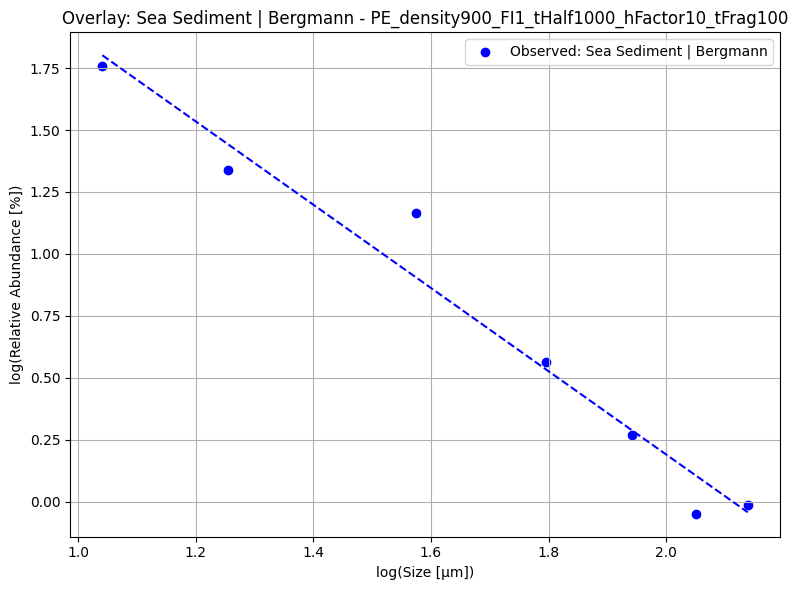 Overlay: Sea Sediment | Bergmann - PE_density900_FI1_tHalf1000_hFactor10_tFrag100
Observed: Sea Sediment | Bergmann
log(Relative Abundance [%])
1.75
1.50
1.25
1.00
0.75
0.50
0.25
0.00
1.0 1.2 1.4 1.6 1.8 2.0
log(Size [µm])